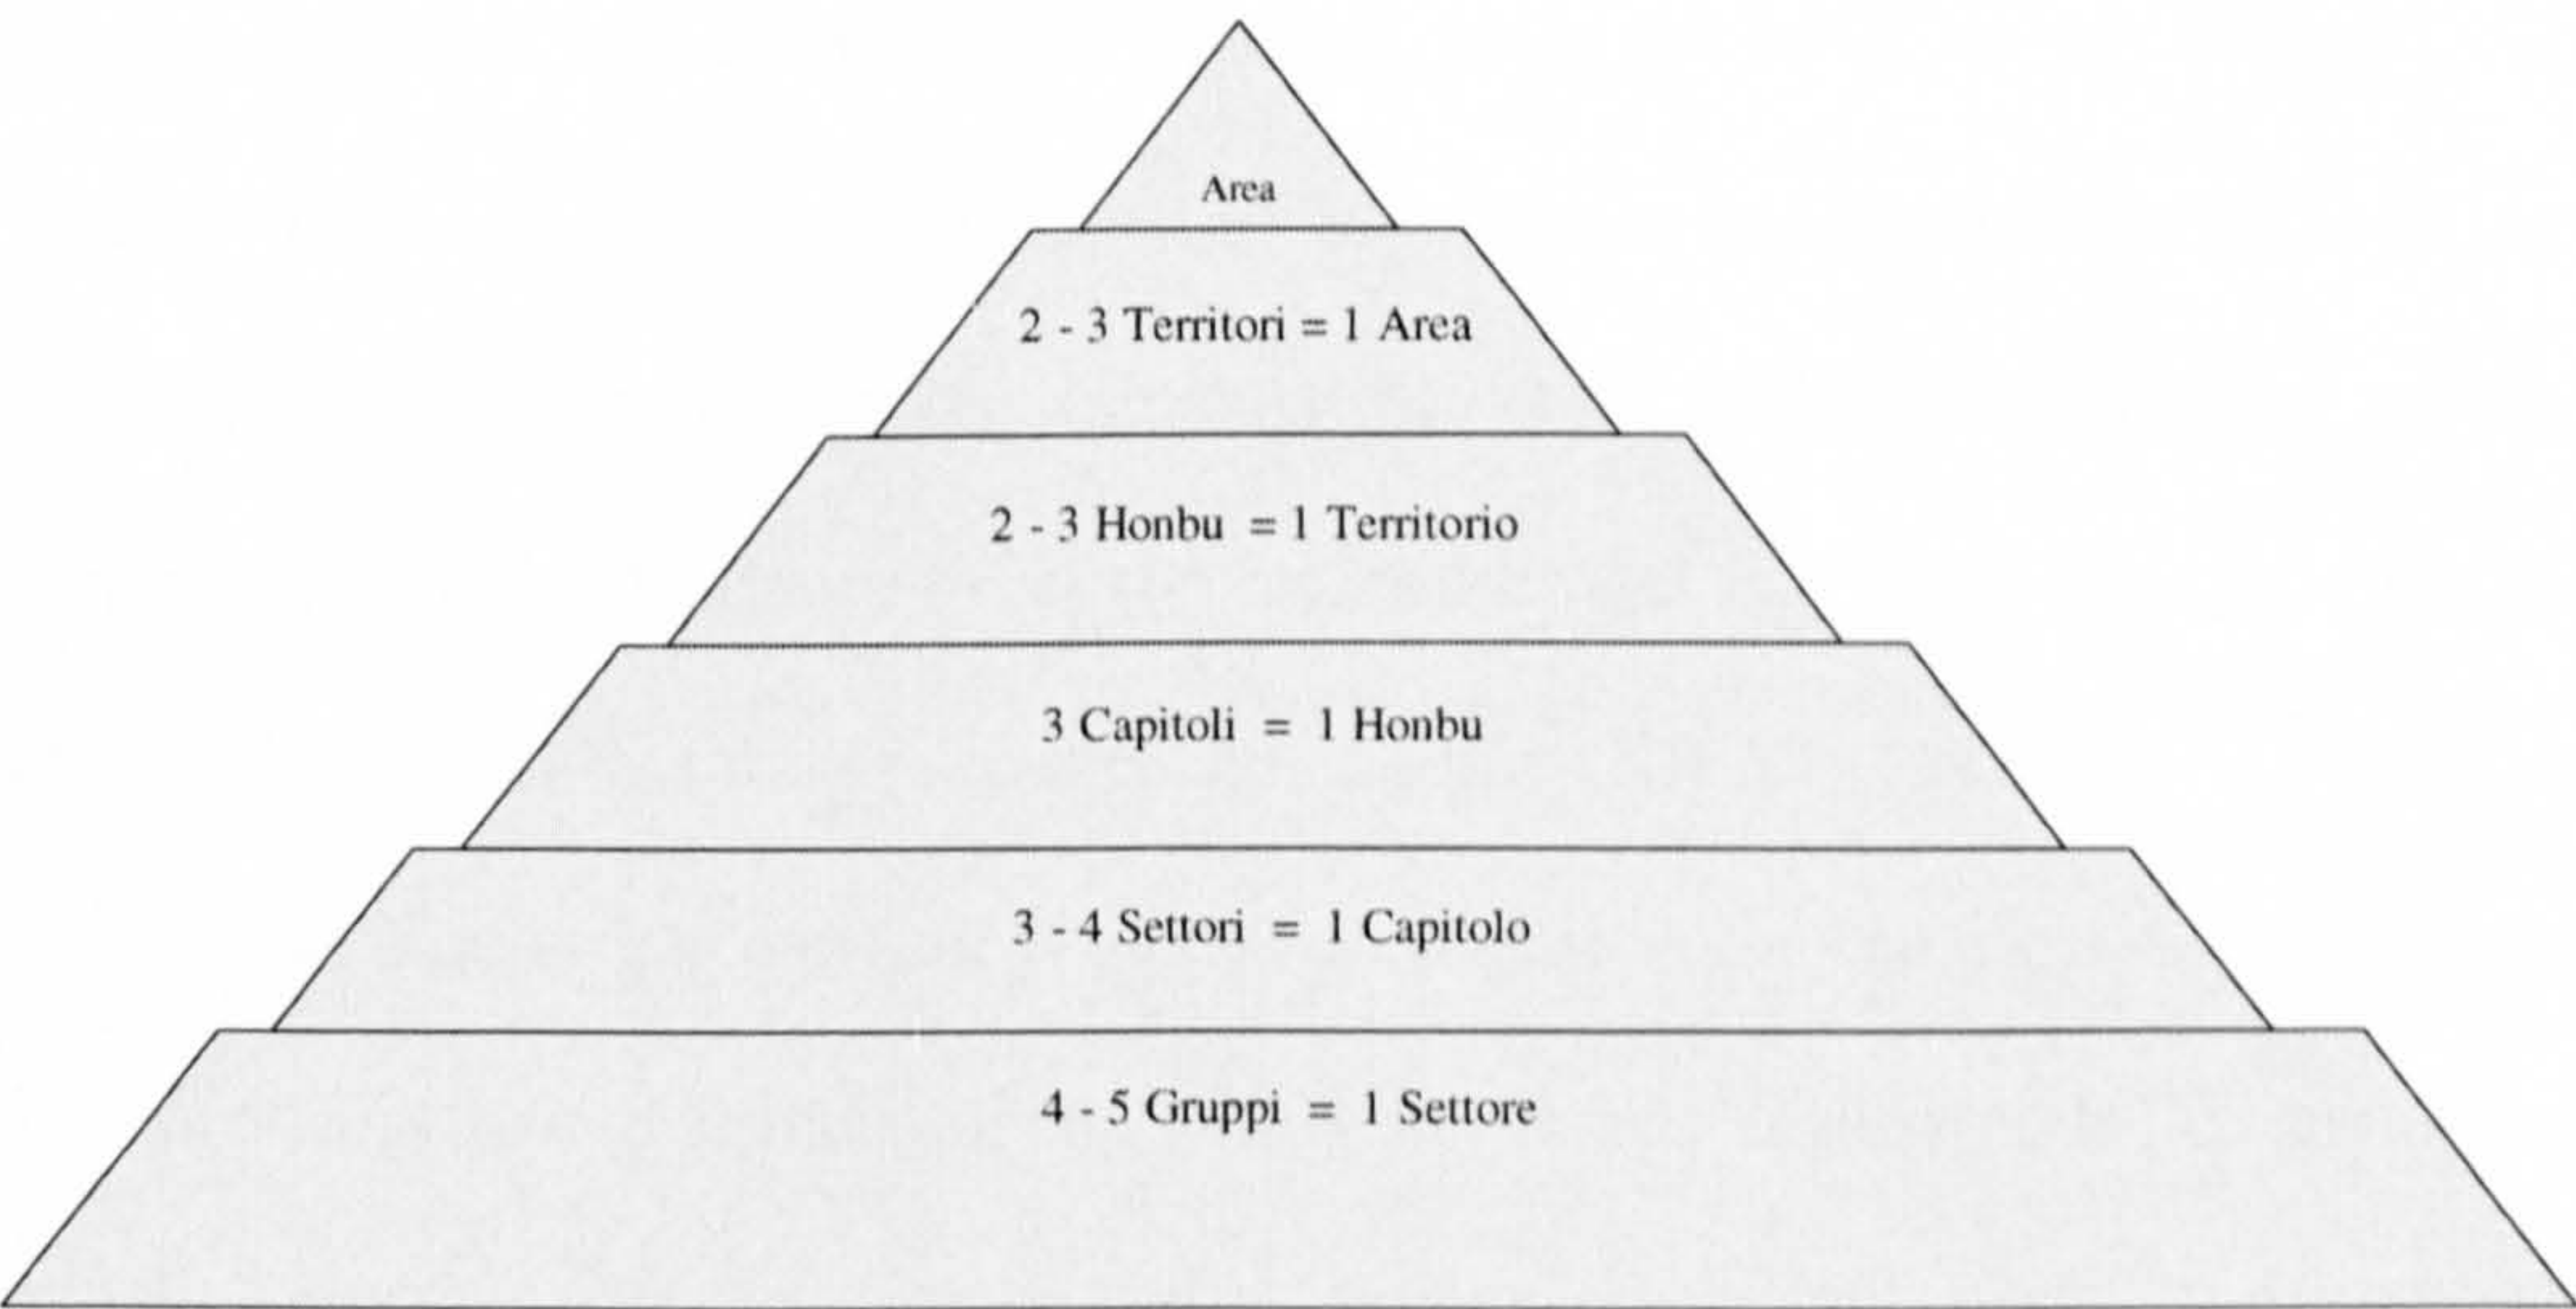 Area
2 - 3 Territori = 1 Area
2 - 3 Honbu = 1 Territorio
3 Capitoli = 1 Honbu
3 - 4 Settori = 1 Capitolo
4 - 5 Gruppi = 1 Settore